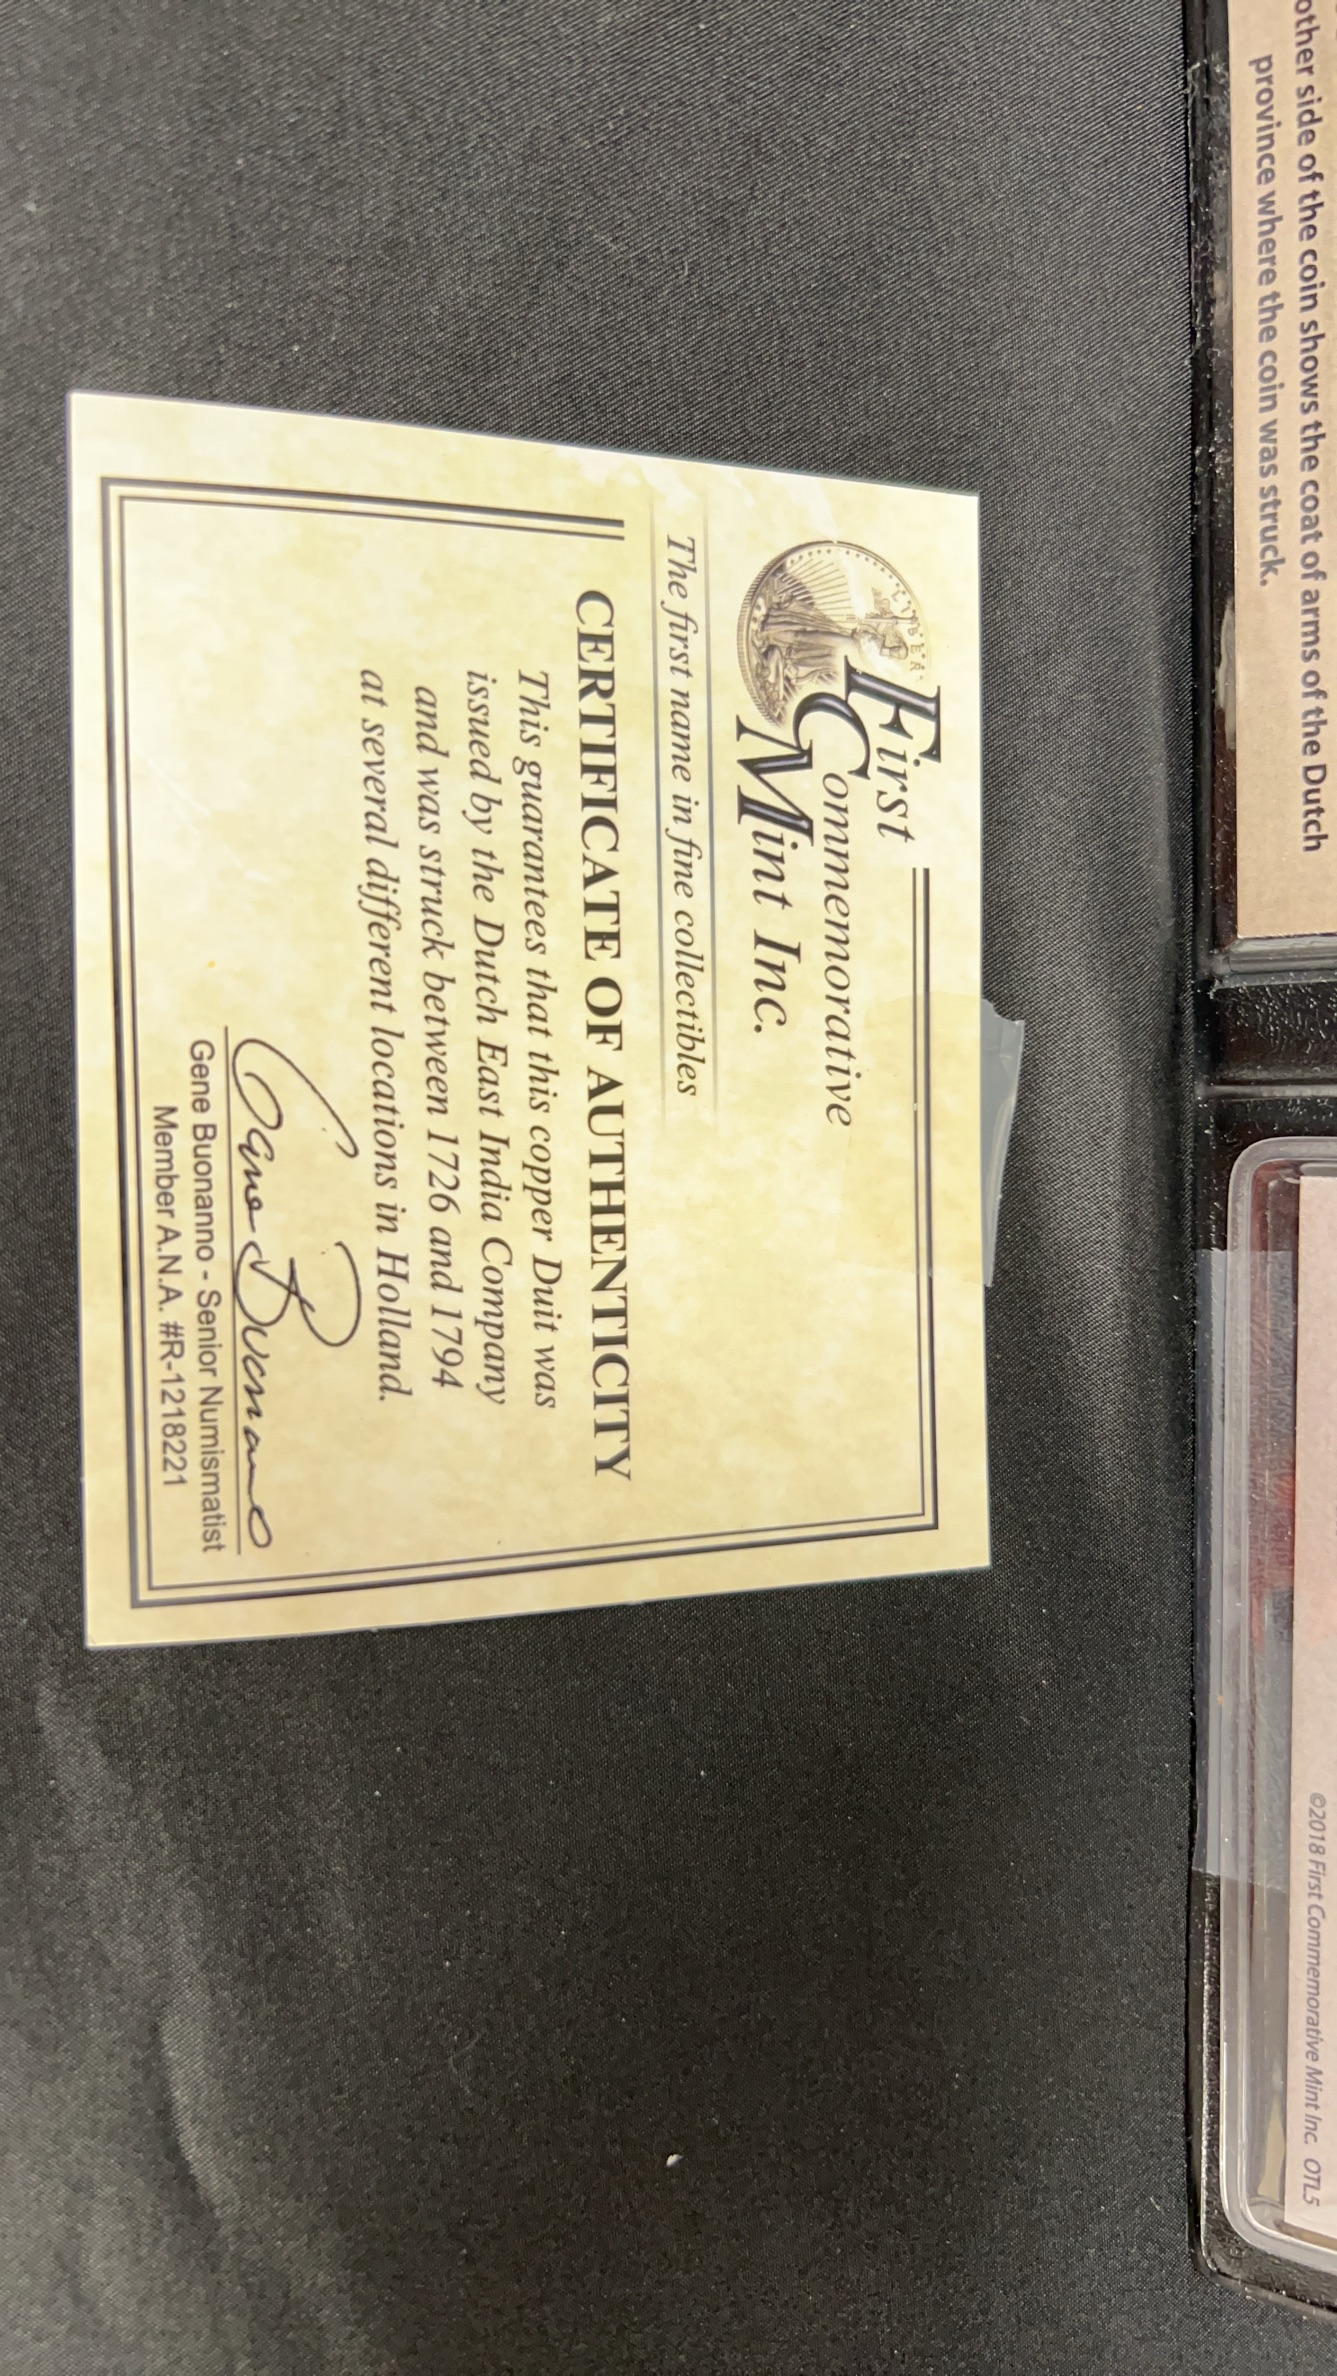 other side of the coin shows the coat of arms of the Dutch
province where the coin was struck.
First
Commemorative
Mint Inc.
The first name in fine collectibles
CERTIFICATE OF AUTHENTICITY
This guarantees that this copper Duit was
issued by the Dutch East India Company
and was struck between 1726 and 1794
at several different locations in Holland.
Gene Buonanno
Gene Buonanno - Senior Numismatist
Member A.N.A. #R-1218221
©2018 First Commemorative Mint Inc. OTL5